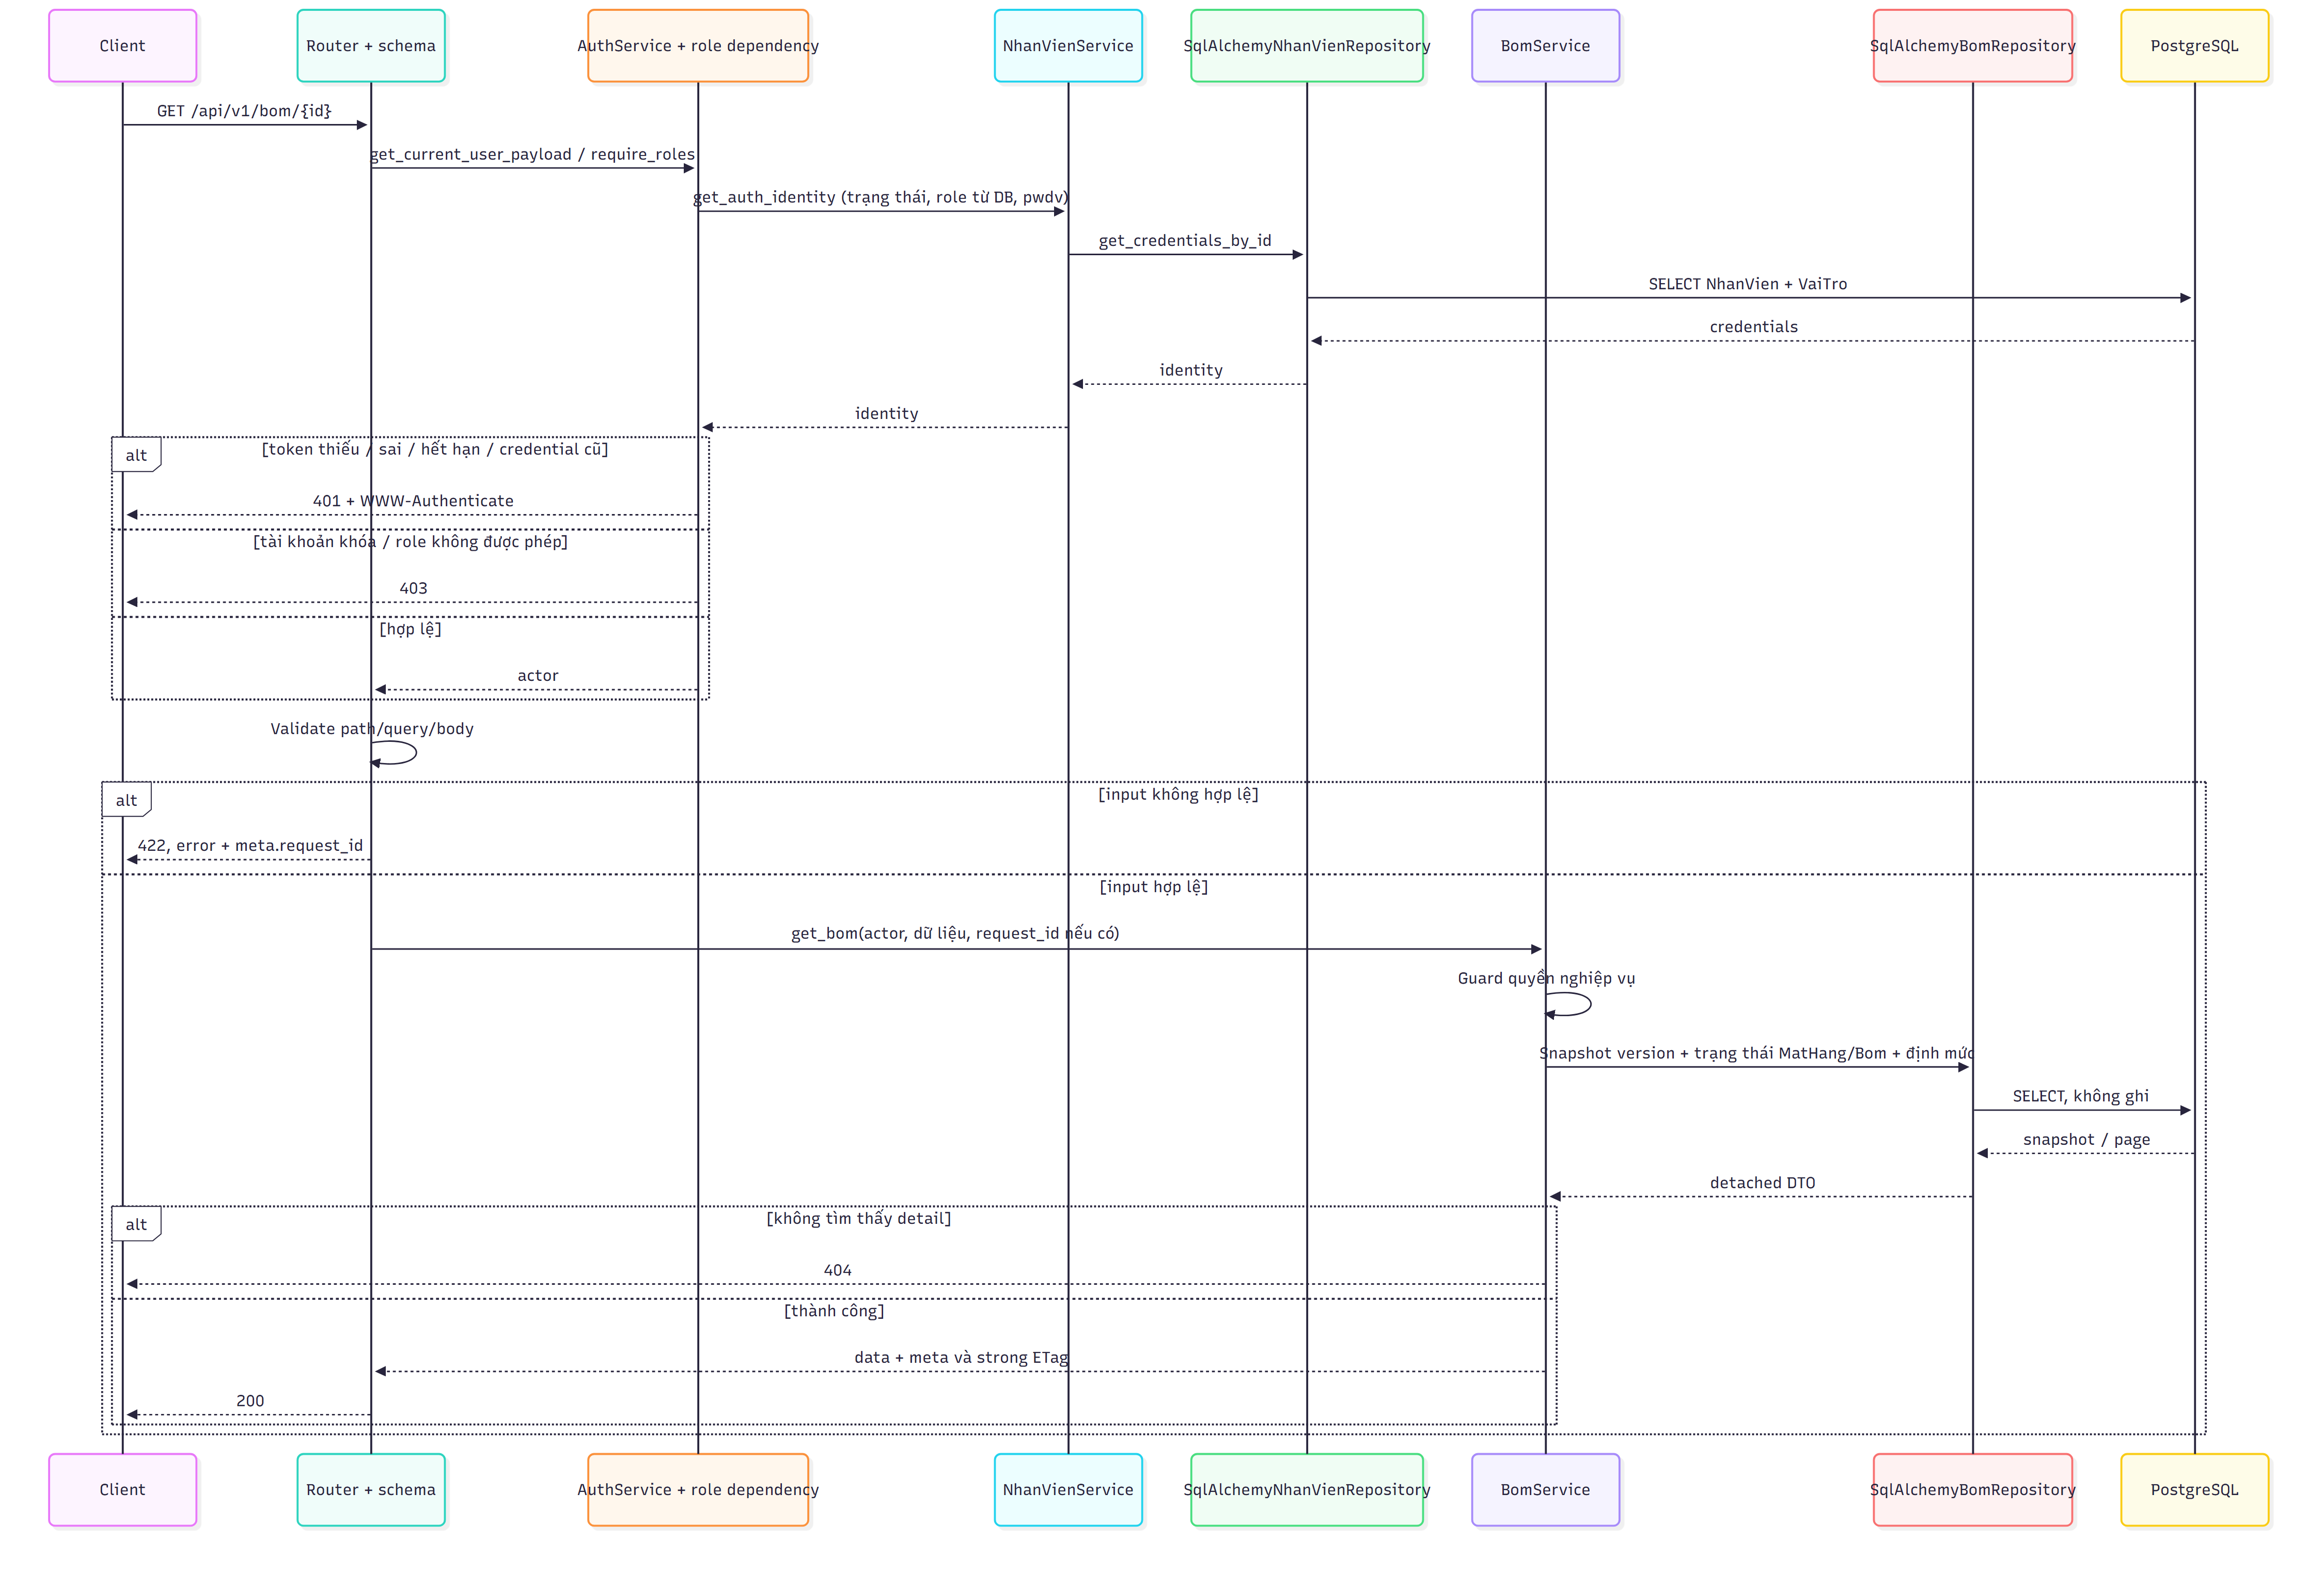 Client
Router + schema
AuthService + role dependency
NhanVienService
SqlAlchemyNhanVienRepository
BomService
SqlAlchemyBomRepository
PostgreSQL
GET /api/v1/bom/{id}
get_current_user_payload / require_roles
get_auth_identity (trạng thái, role từ DB, pwdv)
get_credentials_by_id
SELECT NhanVien + VaiTro
credentials
identity
identity
alt
[token thiếu / sai / hết hạn / credential cũ]
401 + WWW-Authenticate
[tài khoản khóa / role không được phép]
403
[hợp lệ]
actor
Validate path/query/body
alt
[input không hợp lệ]
422, error + meta.request_id
[input hợp lệ]
get_bom(actor, dữ liệu, request_id nếu có)
Guard quyền nghiệp vụ
Snapshot version + trạng thái MatHang/Bom + định mức
SELECT, không ghi
snapshot / page
detached DTO
alt
[không tìm thấy detail]
404
[thành công]
data + meta và strong ETag
200
Client
Router + schema
AuthService + role dependency
NhanVienService
SqlAlchemyNhanVienRepository
BomService
SqlAlchemyBomRepository
PostgreSQL